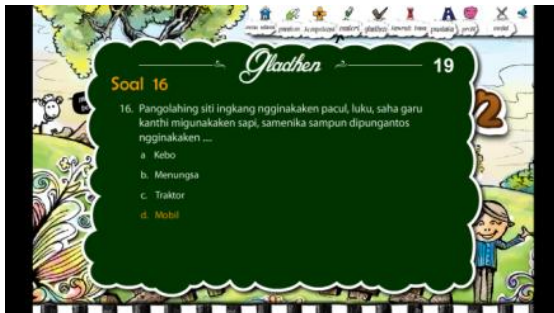 Gladhen
19
Soal 16
16. Pangolahing siti ingkang ngginakaken pacul, luku, saha garu
kanthi migunakaken sapi, samenika sampun dipungantos
ngginakaken ....
a Kebo
b. Menungsa
c. Traktor
d. Mobil